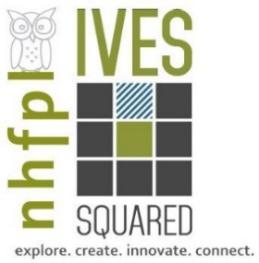 nhfpl
IVES
SQUARED
explore. create. innovate. connect.